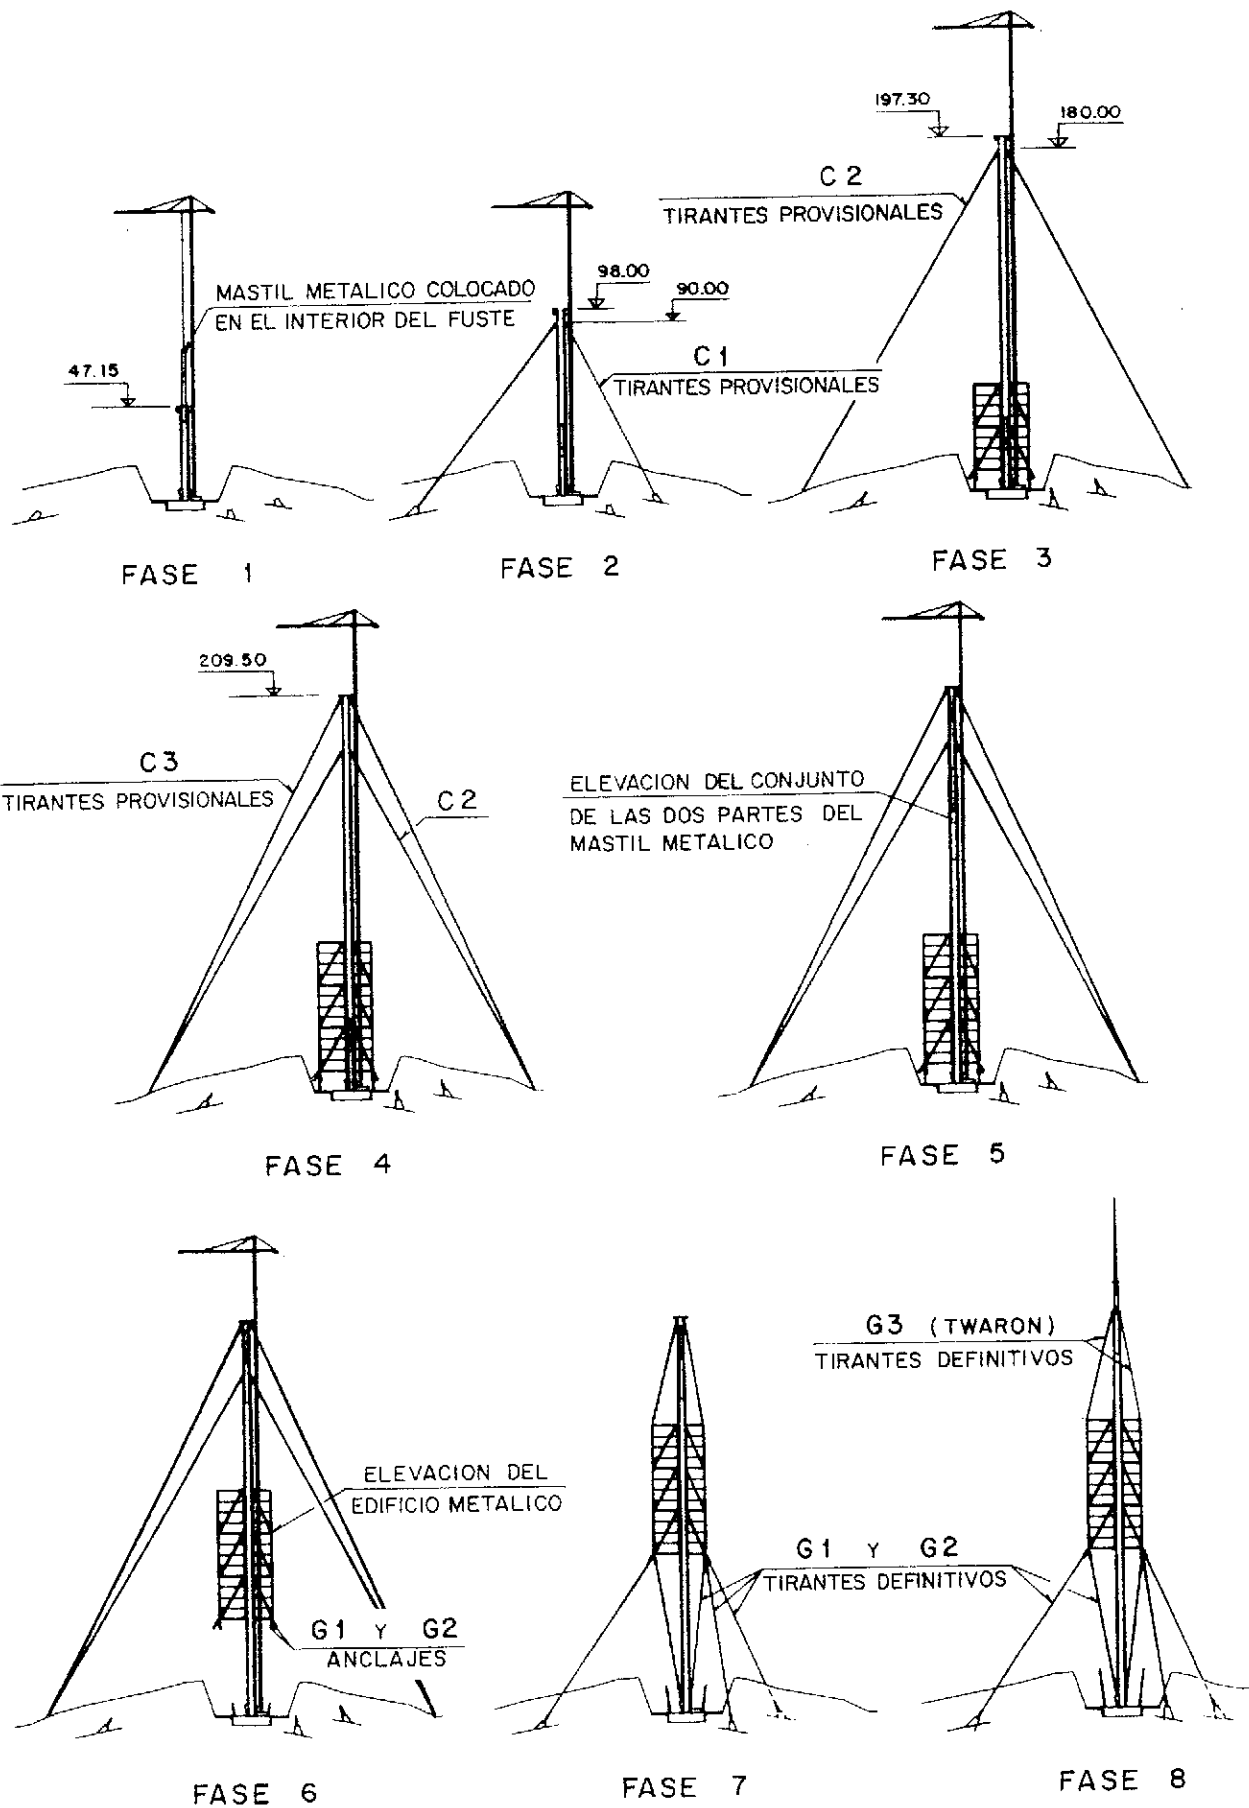 MASTIL METALICO COLOCADO
EN EL INTERIOR DEL FUSTE
47.15
FASE 1
98.00
90.00
C1
TIRANTES PROVISIONALES
FASE 2
197.30
180.00
C2
TIRANTES PROVISIONALES
FASE 3
209.50
C3
TIRANTES PROVISIONALES
C2
FASE 4
ELEVACION DEL CONJUNTO
DE LAS DOS PARTES DEL
MASTIL METALICO
FASE 5
ELEVACION DEL
EDIFICIO METALICO
G1 Y G2
ANCLAJES
FASE 6
G1 Y G2
TIRANTES DEFINITIVOS
FASE 7
G3 (TWARON)
TIRANTES DEFINITIVOS
FASE 8